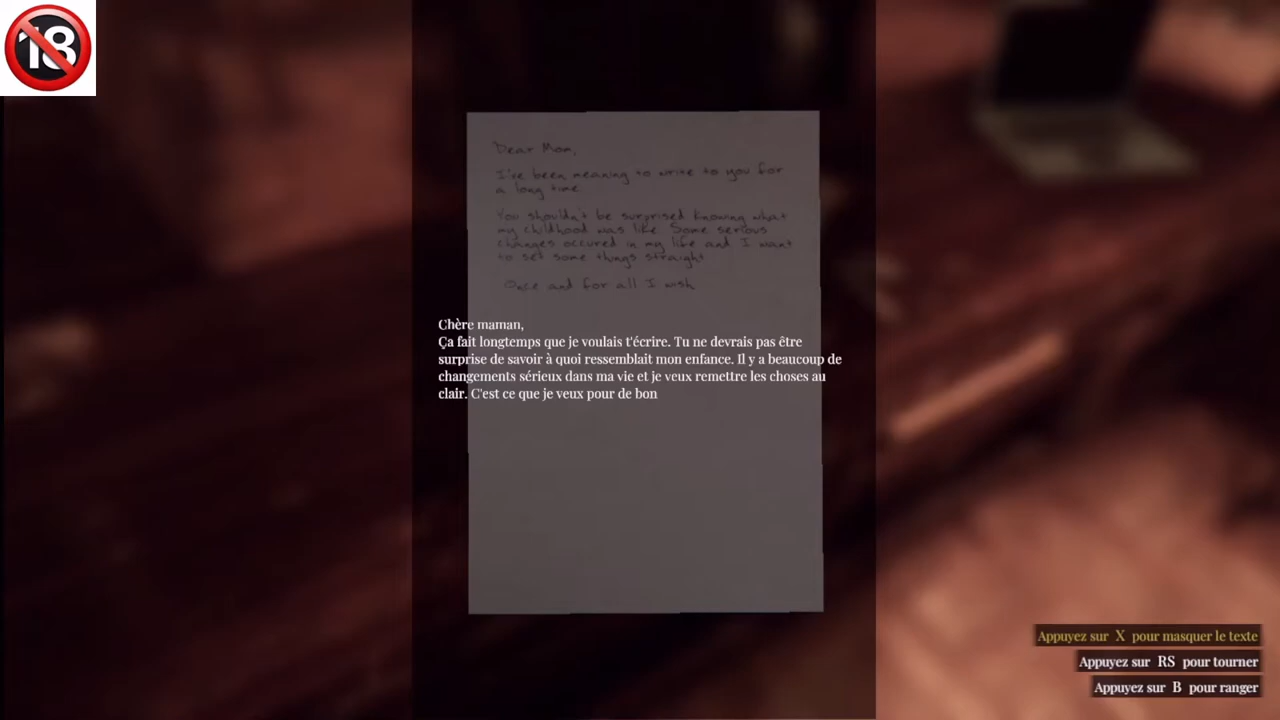 18
Dear Mom,
I've been meaning to write to you for
a long time.
You shouldn't be surprised knowing what
my childhood was like. Some serious
changes occured in my life and I want
to set some things straight
Once and for all I wish
Chère maman,
Ça fait longtemps que je voulais t'écrire. Tu ne devrais pas être
surprise de savoir à quoi ressemblait mon enfance. Il y a beaucoup de
changements sérieux dans ma vie et je veux remettre les choses au
clair. C'est ce que je veux pour de bon
Appuyez sur X pour masquer le texte
Appuyez sur RS pour tourner
Appuyez sur B pour ranger